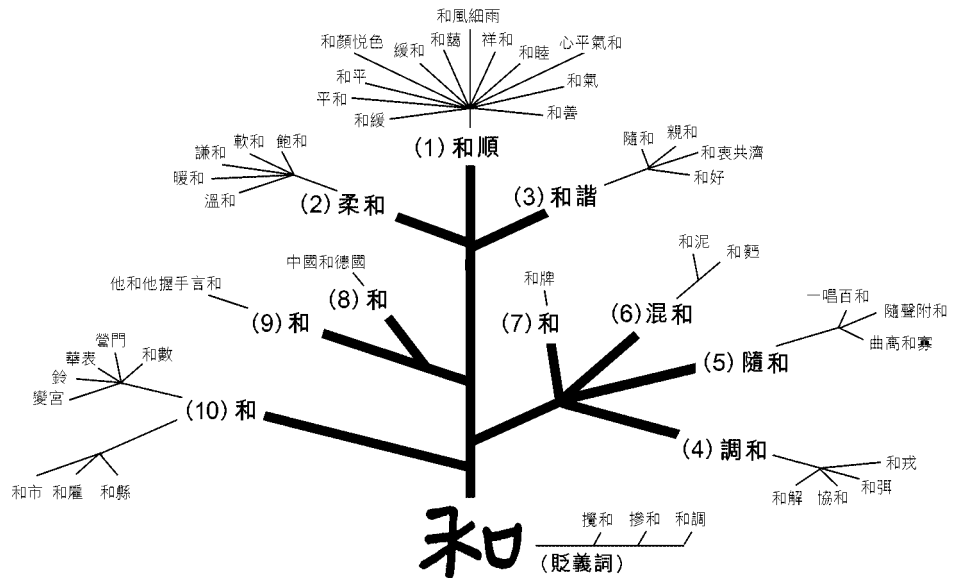 和風細雨
和顏悅色
緩和
和藹
祥和
和睦
心平氣和
和平
和氣
平和
和緩
和善
(1) 和順
謙和
軟和
飽和
暖和
溫和
(2) 柔和
隨和
親和
和衷共濟
和好
(3) 和諧
中國和德國
(8) 和
他和他握手言和
(9) 和
和牌
(7) 和
和泥
和麪
(6) 混和
一唱百和
隨聲附和
曲高和寡
(5) 隨和
營門
華表
和數
鈴
變宮
(10) 和
和市
和雇
和縣
(4) 調和
和戎
和弭
和解
協和
和
攪和
摻和
和調
(貶義詞)